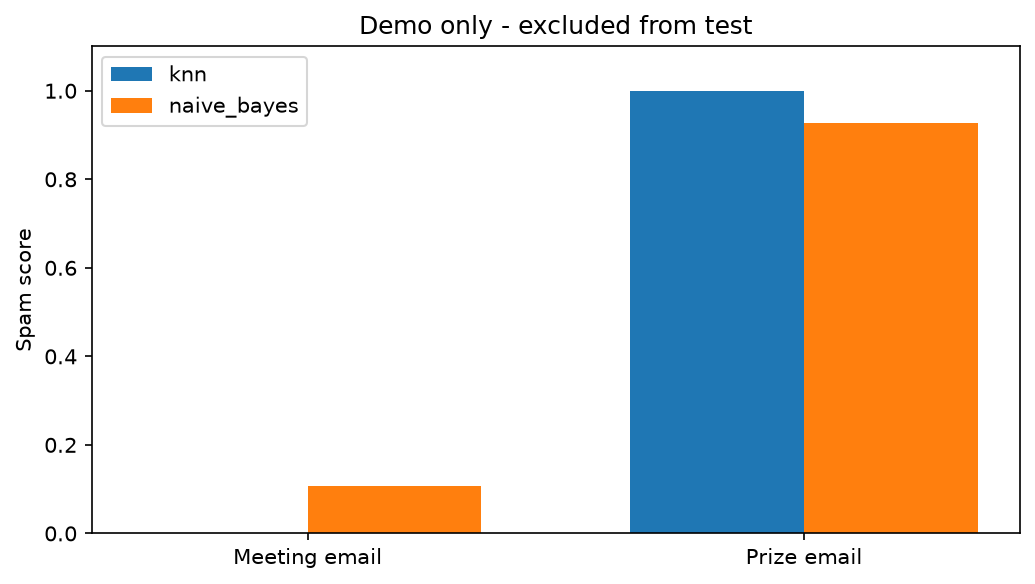 Demo only - excluded from test
knn
naive_bayes
Spam score
1.0
0.8
0.6
0.4
0.2
0.0
Meeting email
Prize email